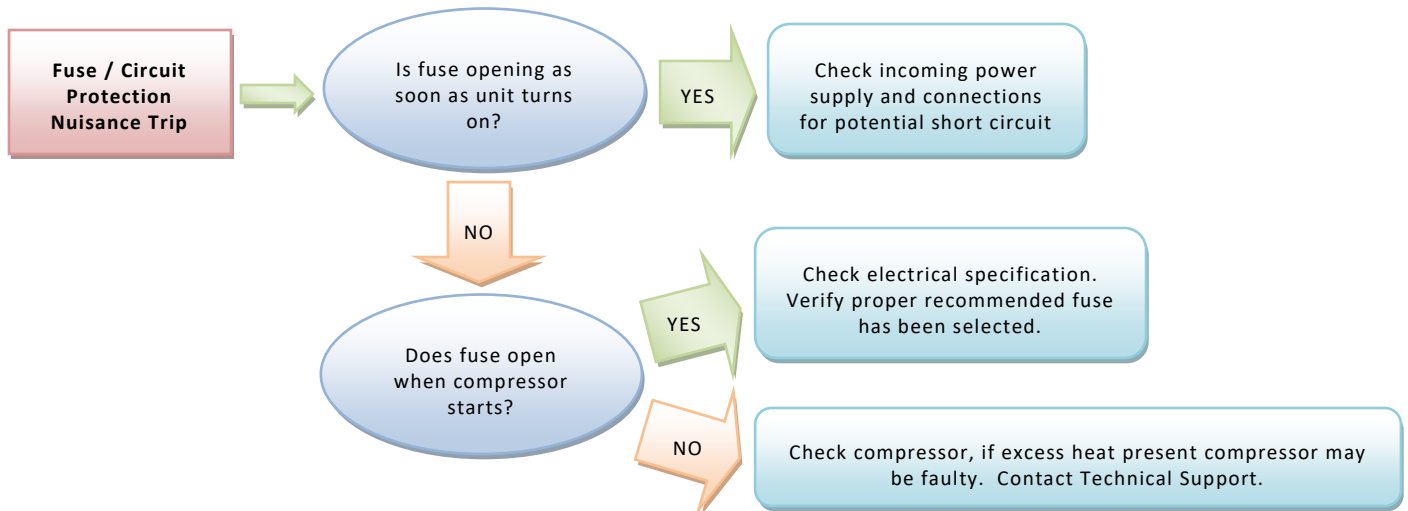 Fuse / Circuit
Protection
Nuisance Trip
Is fuse opening as
soon as unit turns
on?
YES
Check incoming power
supply and connections
for potential short circuit
NO
Does fuse open
when compressor
starts?
YES
Check electrical specification.
Verify proper recommended fuse
has been selected.
NO
Check compressor, if excess heat present compressor may
be faulty.  Contact Technical Support.